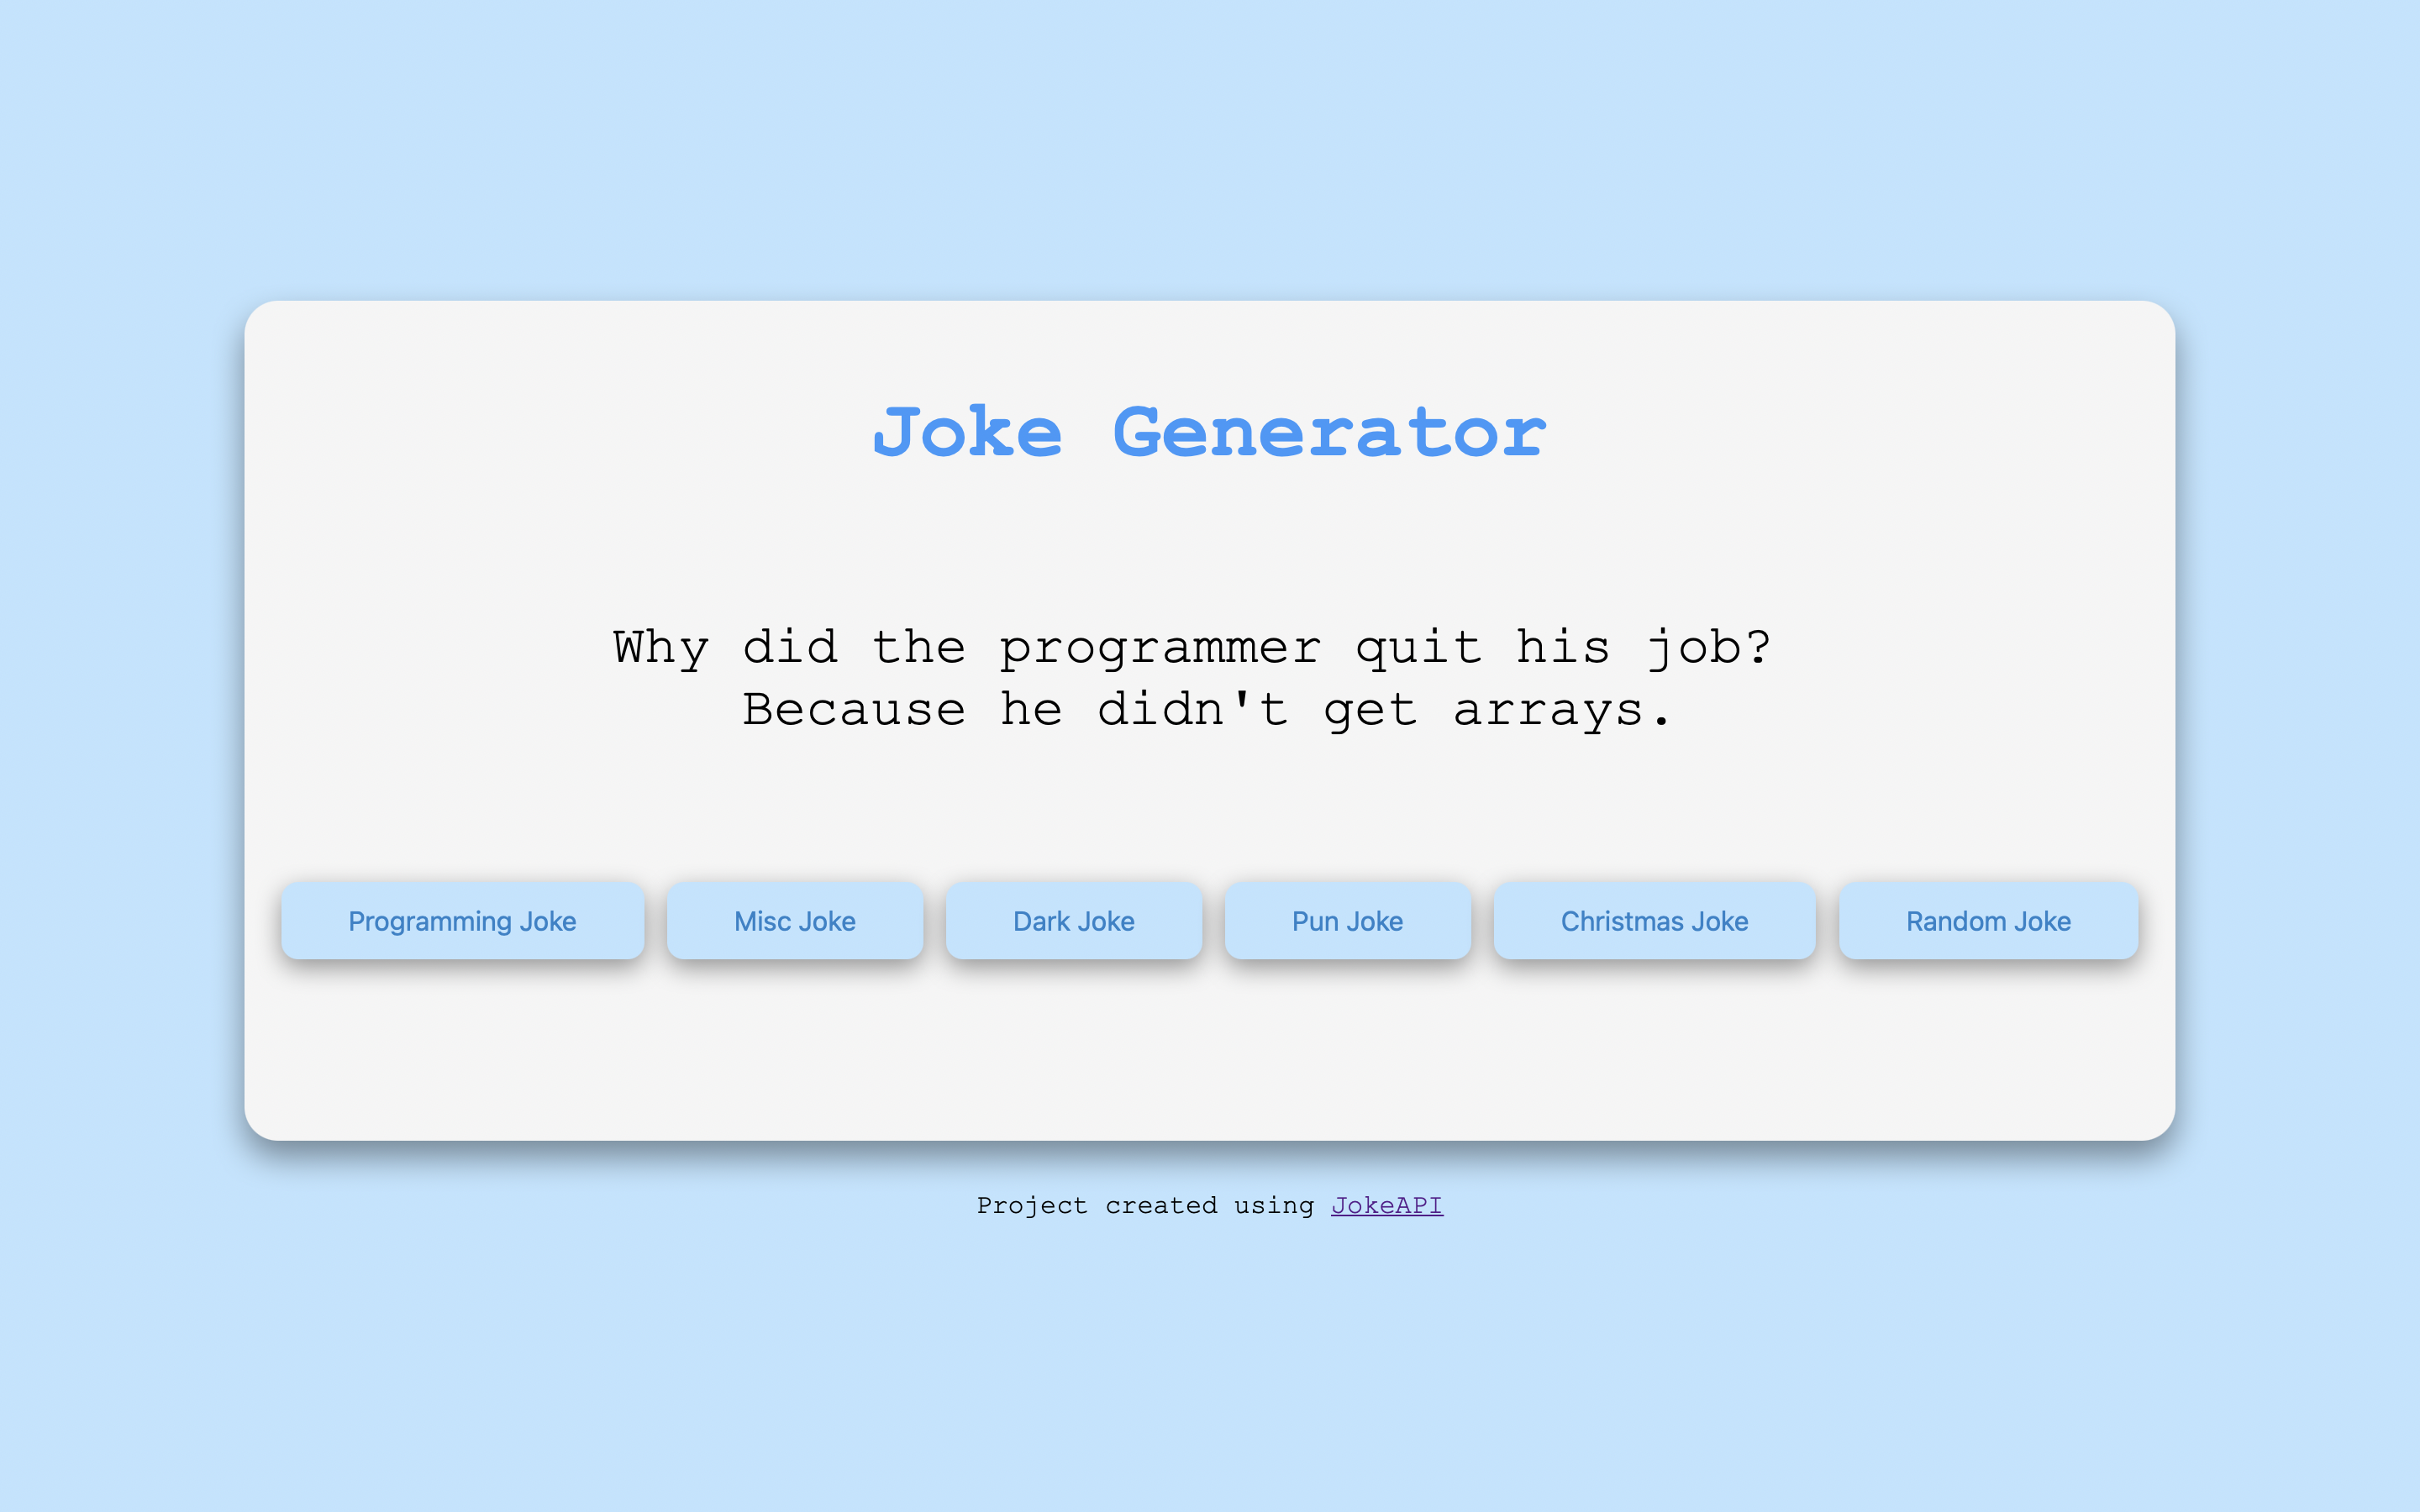 Joke Generator
Why did the programmer quit his job?
Because he didn't get arrays.
Programming Joke
Misc Joke
Dark Joke
Pun Joke
Christmas Joke
Random Joke
Project created using JokeAPI